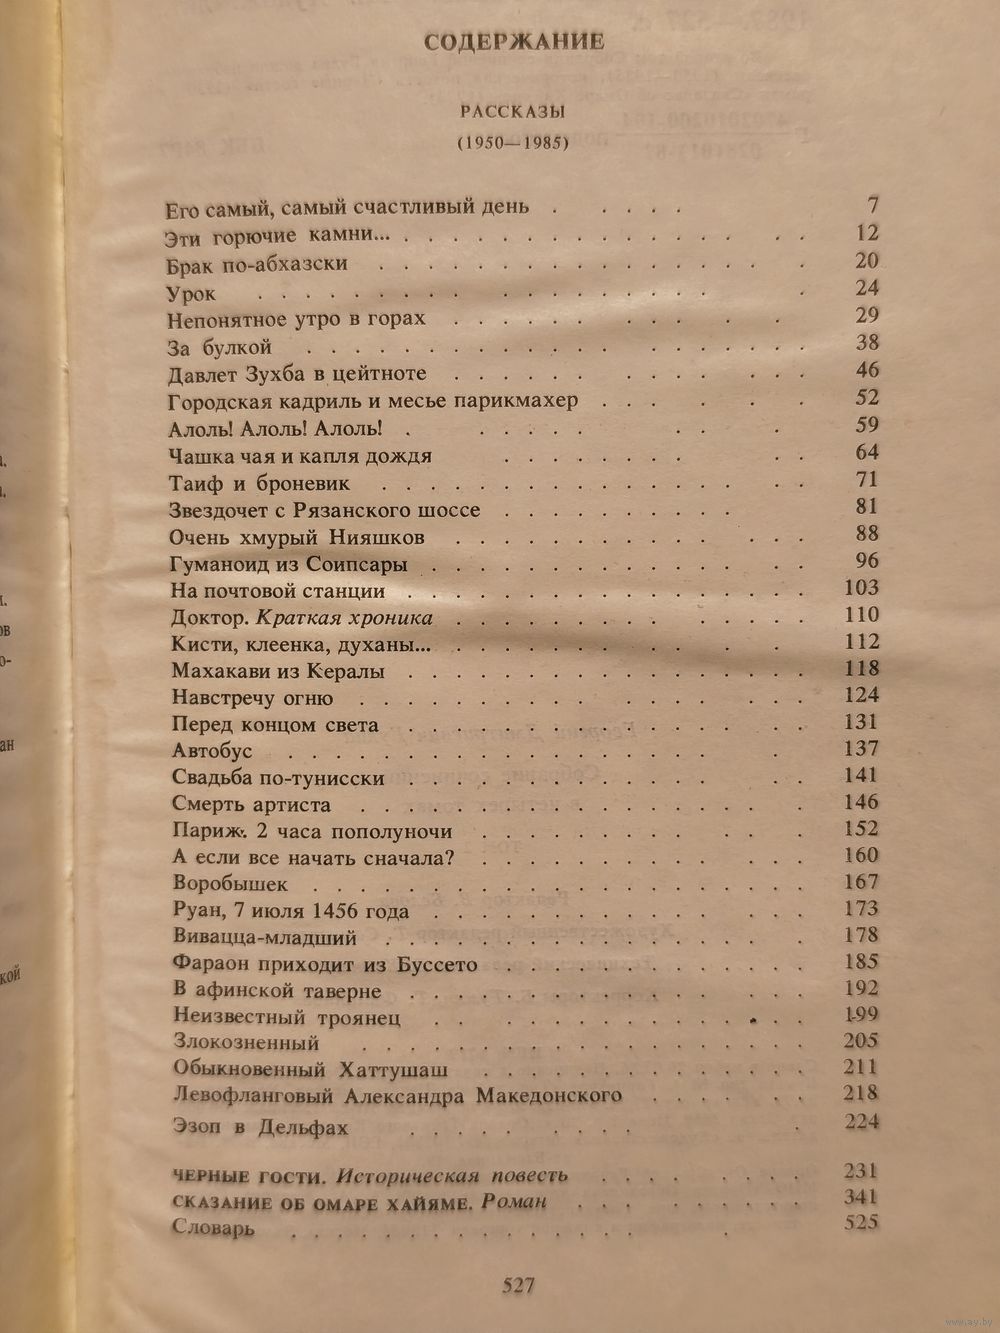 СОДЕРЖАНИЕ
РАССКАЗЫ
(1950—1985)
Его самый, самый счастливый день . . . . . 7
Эти горючие камни... . . . . . . . . . . . . . . . . 12
Брак по-абхазски . . . . . . . . . . . . . . . . . 20
Урок . . . . . . . . . . . . . . . . . . . 24
Непонятное утро в горах . . . . . . . . . . . . 29
За булкой . . . . . . . . . . . . . . . . . . . . 38
Давлет Зухба в цейтноте . . . . . . . . . . . . . 46
Городская кадриль и месье парикмахер . . . . . . 52
Алоль! Алоль! Алоль! . . . . . . . . . 59
Чашка чая и капля дождя . . . . . . . . . . 64
Таиф и броневик . . . . . . . . . . . . . . . . . 71
Звездочет с Рязанского шоссе . . . . . . . . . . 81
Очень хмурый Нияшков . . . . . . . . . . . . . 88
Гуманоид из Соипсары . . . . . . . . . . . . . . . 96
На почтовой станции . . . . . . . . . . . . . . . . . 103
Доктор. Краткая хроника . . . . . . . . . . . . . . 110
Кисти, клеенка, духаны... . . . . . . . . . . . . 112
Махакави из Кералы . . . . . . . . . . . . . . . . . 118
Навстречу огню . . . . . . . . . . . . . . . . . . 124
Перед концом света . . . . . . . . . . . . . . . . 131
Автобус . . . . . . . . . . . . . . . . . . . 137
Свадьба по-тунисски . . . . . . . . . . . . . . . 141
Смерть артиста . . . . . . . . . . . . . . . . . . 146
Париж. 2 часа пополуночи . . . . . . . . . . . . . 152
А если все начать сначала? . . . . . . . . . . . . . 160
Воробышек . . . . . . . . . . . . . . . . . . . . . 167
Руан, 7 июля 1456 года . . . . . . . . . . . . . . . 173
Вивацца-младший . . . . . . . . . . . . . . . . . 178
Фараон приходит из Буссето . . . . . . . . . . . . . 185
В афинской таверне . . . . . . . . . . . . . . . . 192
Неизвестный троянец . . . . . . . . . . . . . . . 199
Злокозненный . . . . . . . . . . . . . . . . . . . 205
Обыкновенный Хаттушаш . . . . . . . . . . . . . . 211
Левофланговый Александра Македонского . . . . . . 218
Эзоп в Дельфах . . . . . . . . . 224
ЧЕРНЫЕ ГОСТИ. Историческая повесть . . . . . . . . 231
СКАЗАНИЕ ОБ ОМАРЕ ХАЙЯМЕ. Роман . . . . . . . . . 341
Словарь . . . . . . . . . . . . . . . . 525
527
www.ay.by